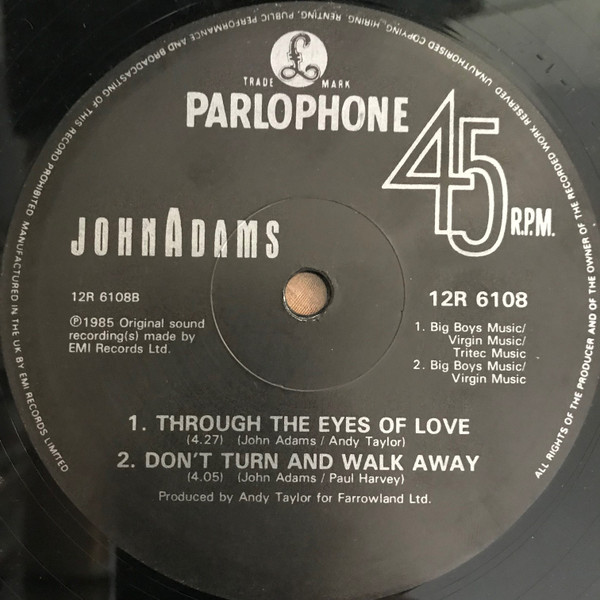 £
TRADE MARK
PARLOPHONE
45 R.P.M.
JOHN ADAMS
12R 6108B
12R 6108
℗1985 Original sound
recording(s) made by
EMI Records Ltd.
1. Big Boys Music/
Virgin Music/
Tritec Music
2. Big Boys Music/
Virgin Music
1. THROUGH THE EYES OF LOVE
(4.27) (John Adams / Andy Taylor)
2. DON'T TURN AND WALK AWAY
(4.05) (John Adams / Paul Harvey)
Produced by Andy Taylor for Farrowland Ltd.
ALL RIGHTS OF THE PRODUCER AND OF THE OWNER OF THE RECORDED WORK RESERVED UNAUTHORISED COPYING, HIRING, RENTING, PUBLIC PERFORMANCE AND BROADCASTING OF THIS RECORD PROHIBITED MANUFACTURED IN THE UK BY EMI RECORDS LIMITED